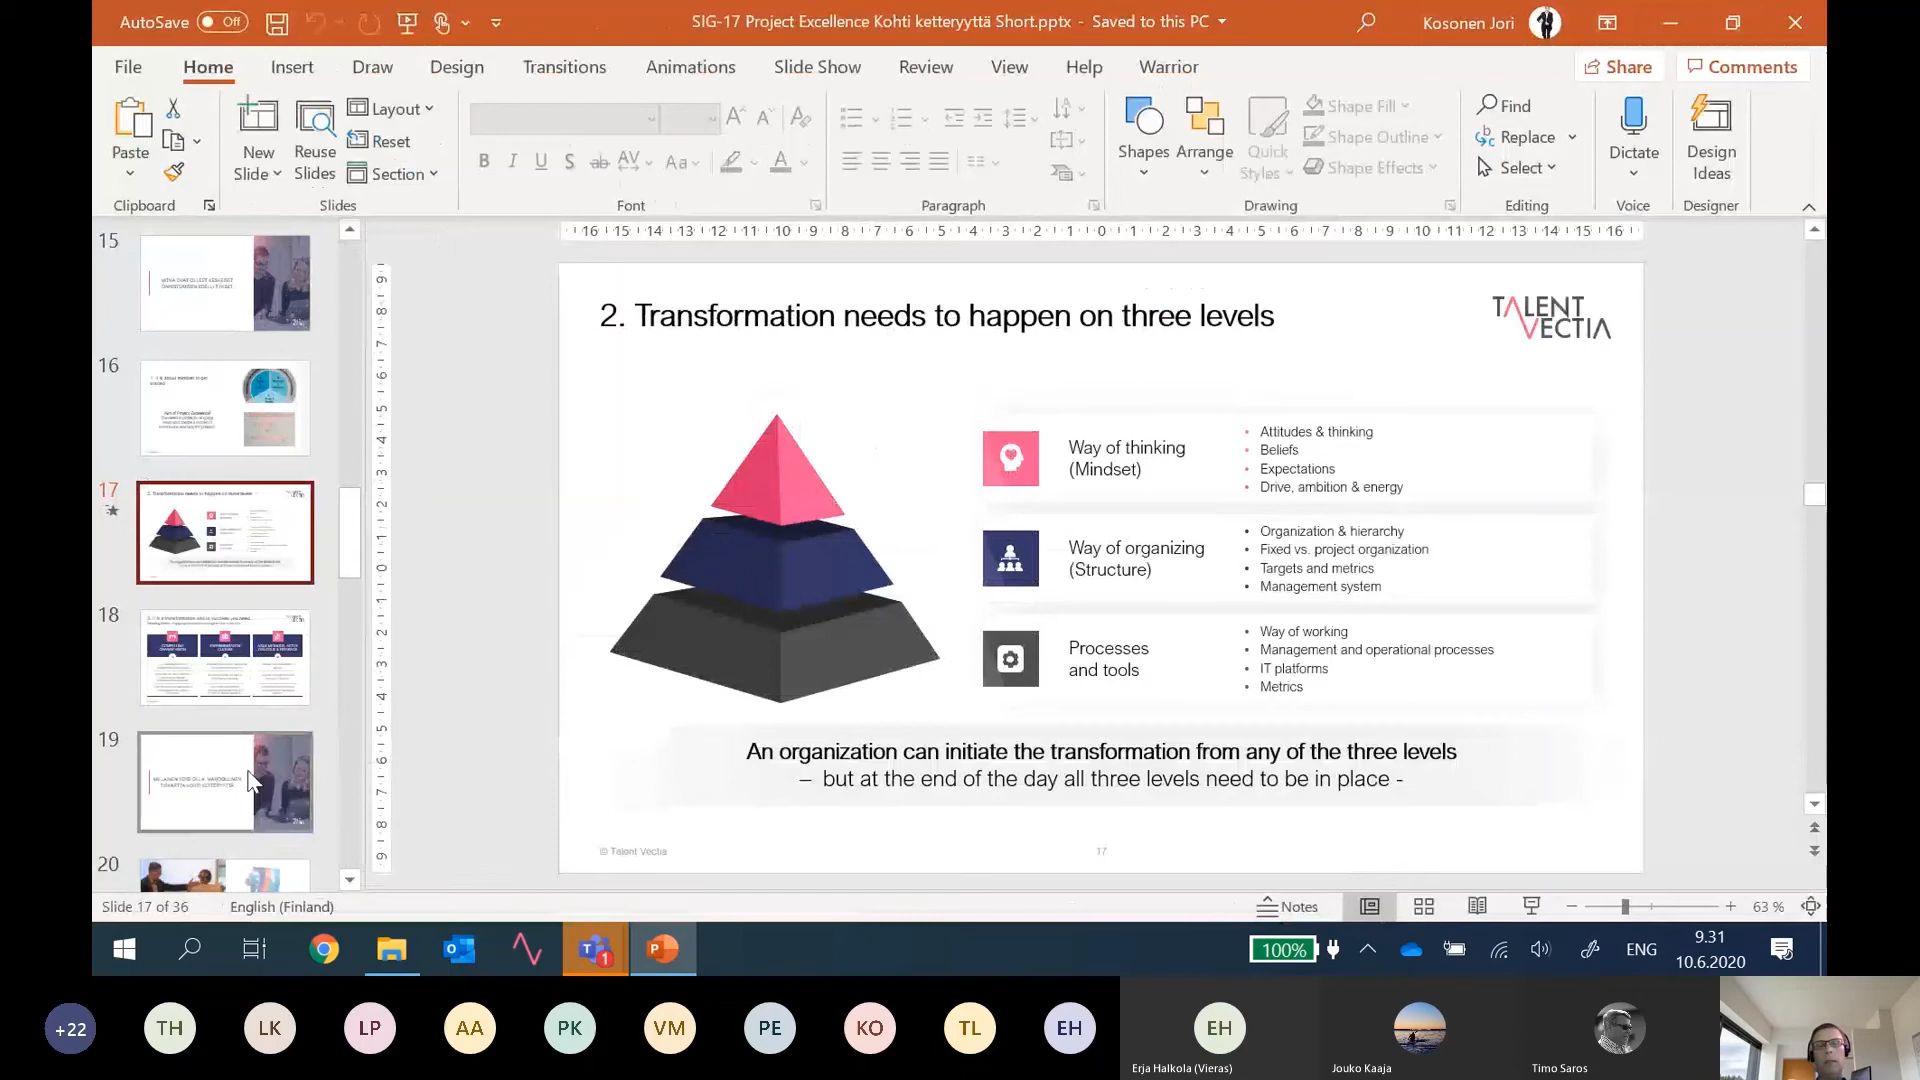 AutoSave Off
SIG-17 Project Excellence Kohti ketteryyttä Short.pptx - Saved to this PC
Kosonen Jori
File Home Insert Draw Design Transitions Animations Slide Show Review View Help Warrior
Share Comments
Paste
New Slide
Reuse Slides
Layout
Reset
Section
Shape Fill
Shape Outline
Shape Effects
Shapes
Arrange
Quick Styles
Find
Replace
Select
Dictate
Design Ideas
Clipboard Slides Font Paragraph Drawing Editing Voice Designer
15
16
17
18
19
20
2. Transformation needs to happen on three levels
TALENT
VECTIA
Way of thinking
(Mindset)
• Attitudes & thinking
• Beliefs
• Expectations
• Drive, ambition & energy
Way of organizing
(Structure)
• Organization & hierarchy
• Fixed vs. project organization
• Targets and metrics
• Management system
Processes
and tools
• Way of working
• Management and operational processes
• IT platforms
• Metrics
An organization can initiate the transformation from any of the three levels
– but at the end of the day all three levels need to be in place -
© Talent Vectia
17
Slide 17 of 36
English (Finland)
Notes
63 %
100%
ENG
9.31
10.6.2020
+22 TH LK LP AA PK VM PE KO TL EH EH
Erja Halkola (Vieras)
Jouko Kaaja
Timo Saros